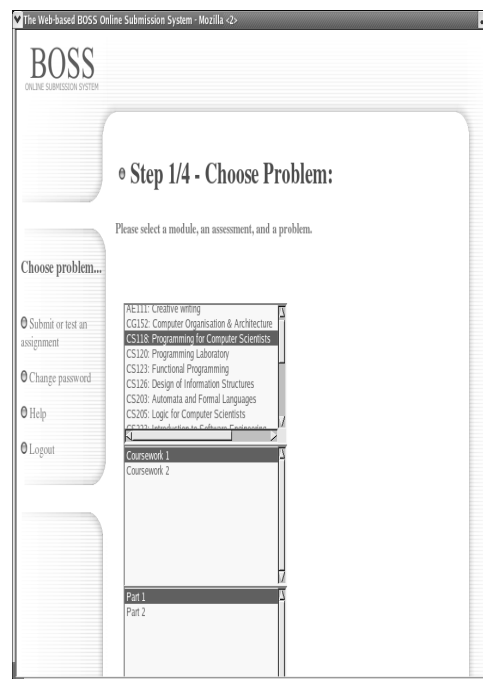 The Web-based BOSS Online Submission System - Mozilla <2>
BOSS
ONLINE SUBMISSION SYSTEM
Step 1/4 - Choose Problem:
Please select a module, an assessment, and a problem.
Choose problem...
Submit or test an
assignment
Change password
Help
Logout
AE111: Creative writing
CG152: Computer Organisation & Architecture
CS118: Programming for Computer Scientists
CS120: Programming Laboratory
CS123: Functional Programming
CS126: Design of Information Structures
CS203: Automata and Formal Languages
CS205: Logic for Computer Scientists
Introduction to Software Engineering
Coursework 1
Coursework 2
Part 1
Part 2